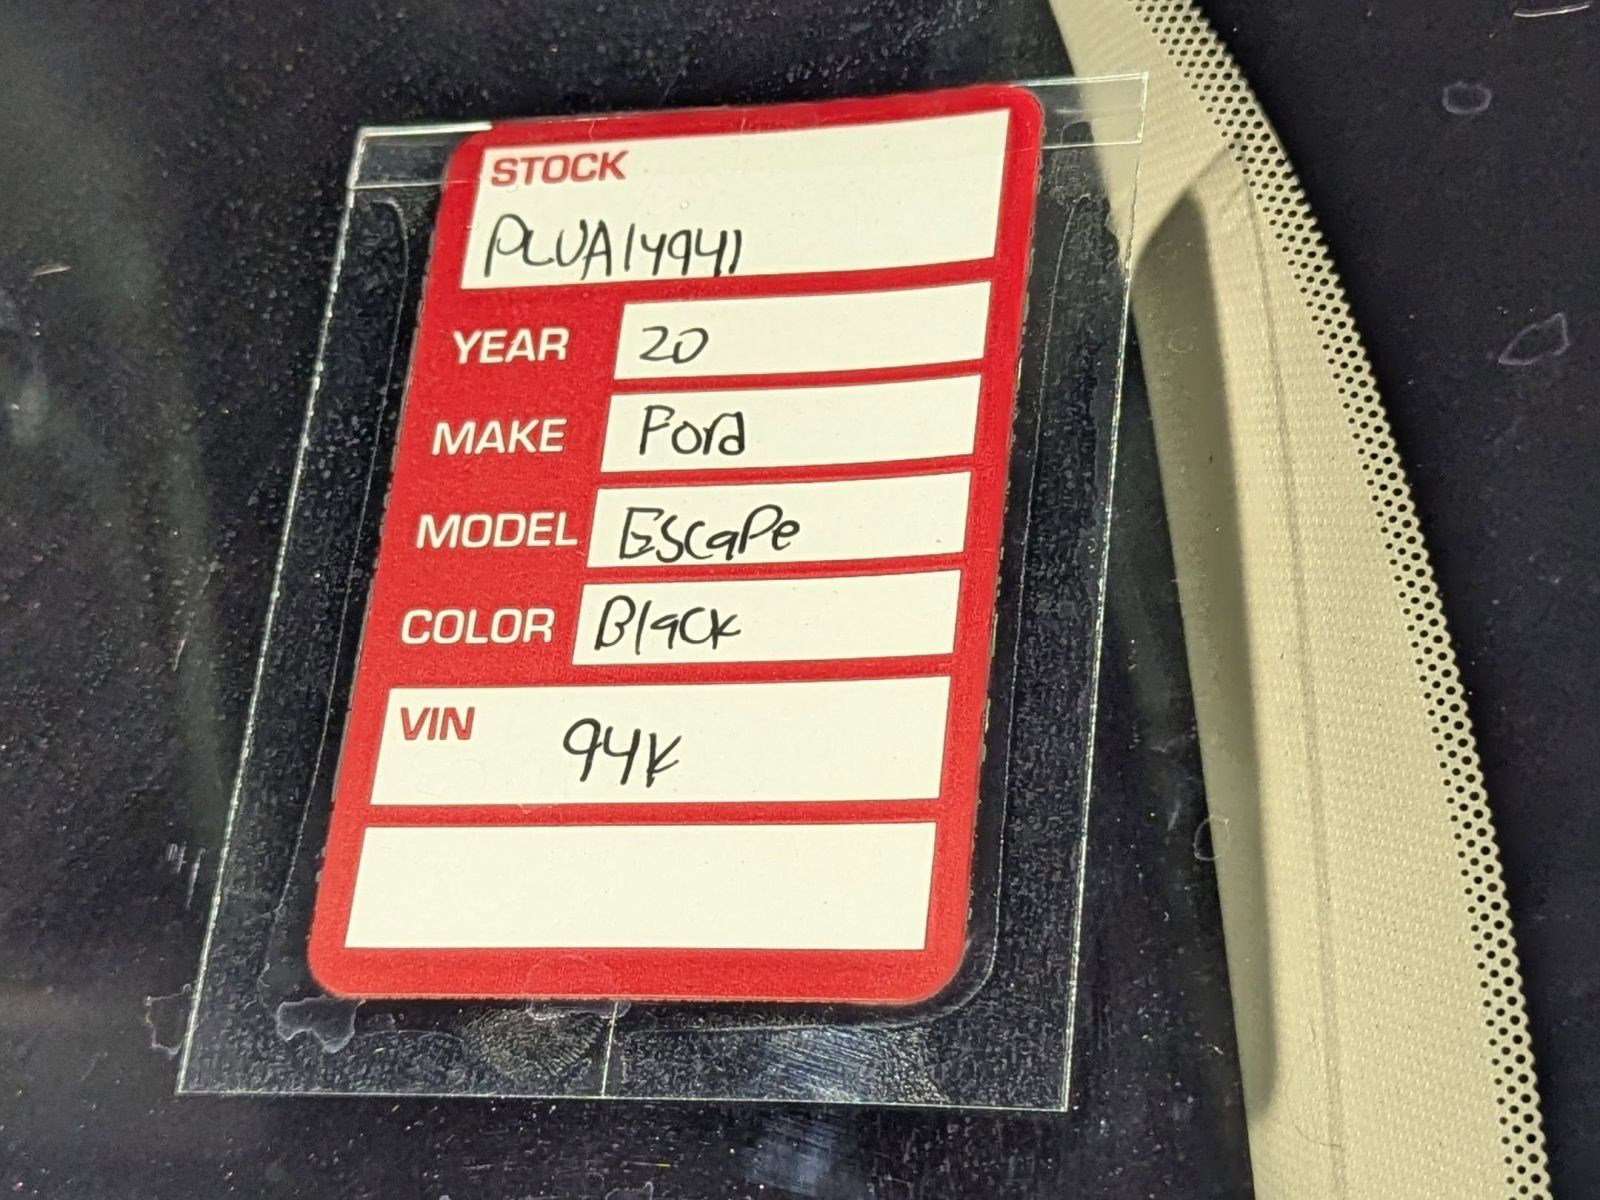 STOCK
PLUA14941
YEAR 20
MAKE Ford
MODEL Escape
COLOR Black
VIN 94K